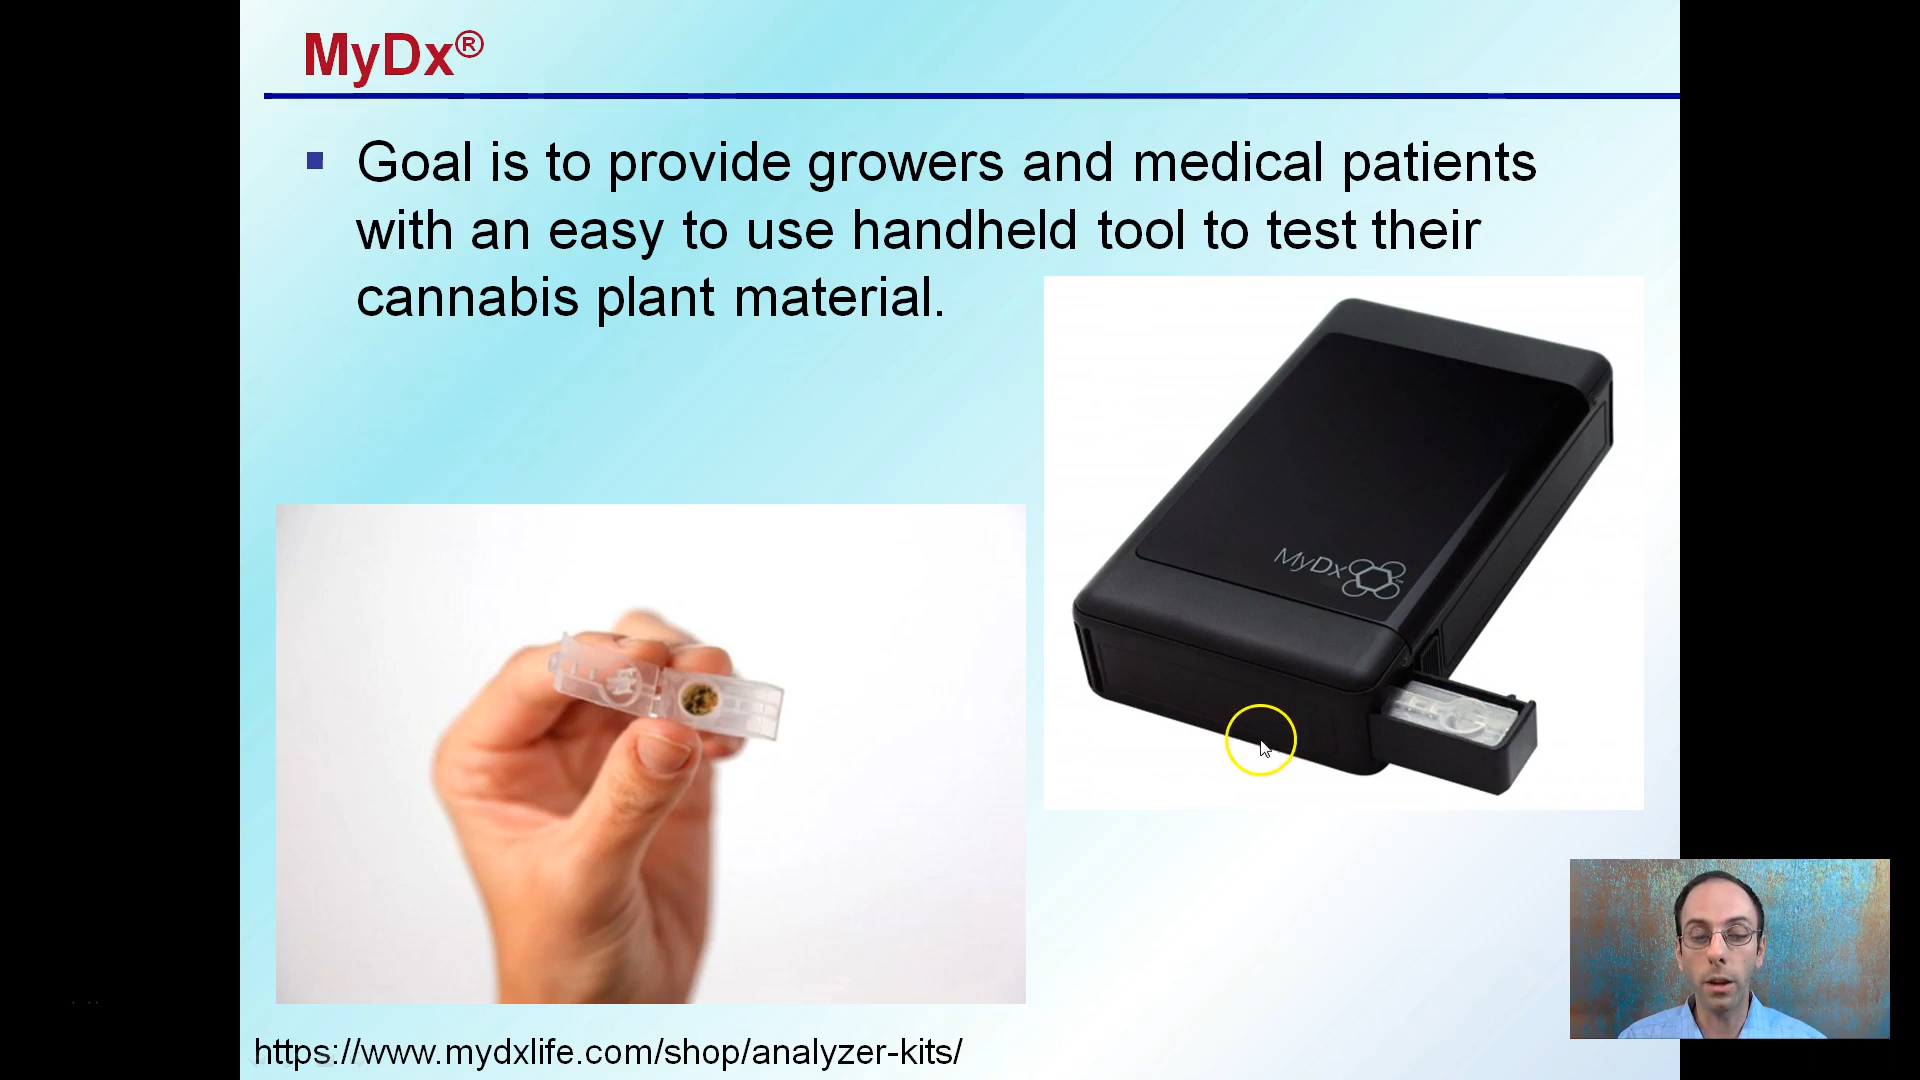 MyDx®
Goal is to provide growers and medical patients
with an easy to use handheld tool to test their
cannabis plant material.
MyDx
https://www.mydxlife.com/shop/analyzer-kits/